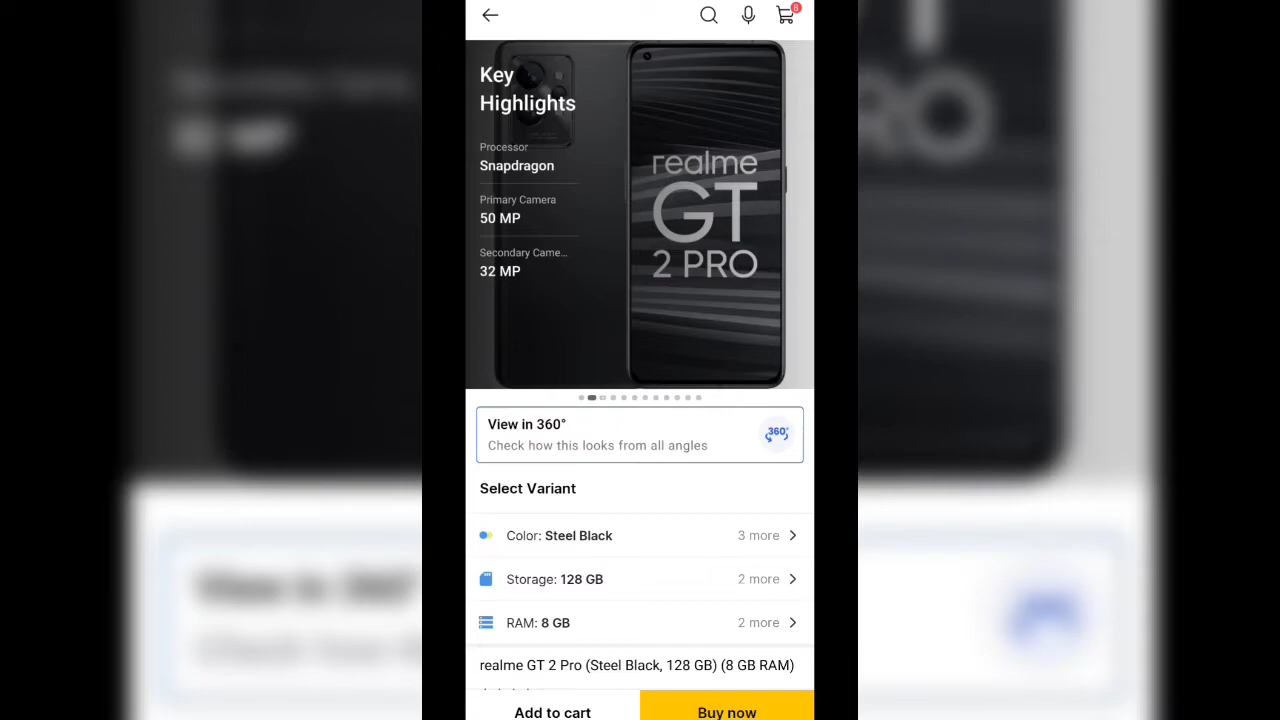 8
Key
Highlights
Processor
Snapdragon
Primary Camera
50 MP
Secondary Came...
32 MP
realme
GT
2 PRO
View in 360°
Check how this looks from all angles
360°
Select Variant
Color: Steel Black 3 more
Storage: 128 GB 2 more
RAM: 8 GB 2 more
realme GT 2 Pro (Steel Black, 128 GB) (8 GB RAM)
Add to cart Buy now